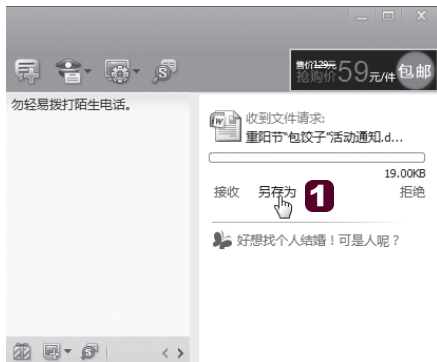 售价129元
抢购价59元/件 包邮
勿轻易拨打陌生电话。
收到文件请求:
重阳节“包饺子”活动通知.d...
19.00KB
接收 另存为 1 拒绝
好想找个人结婚！可是人呢？